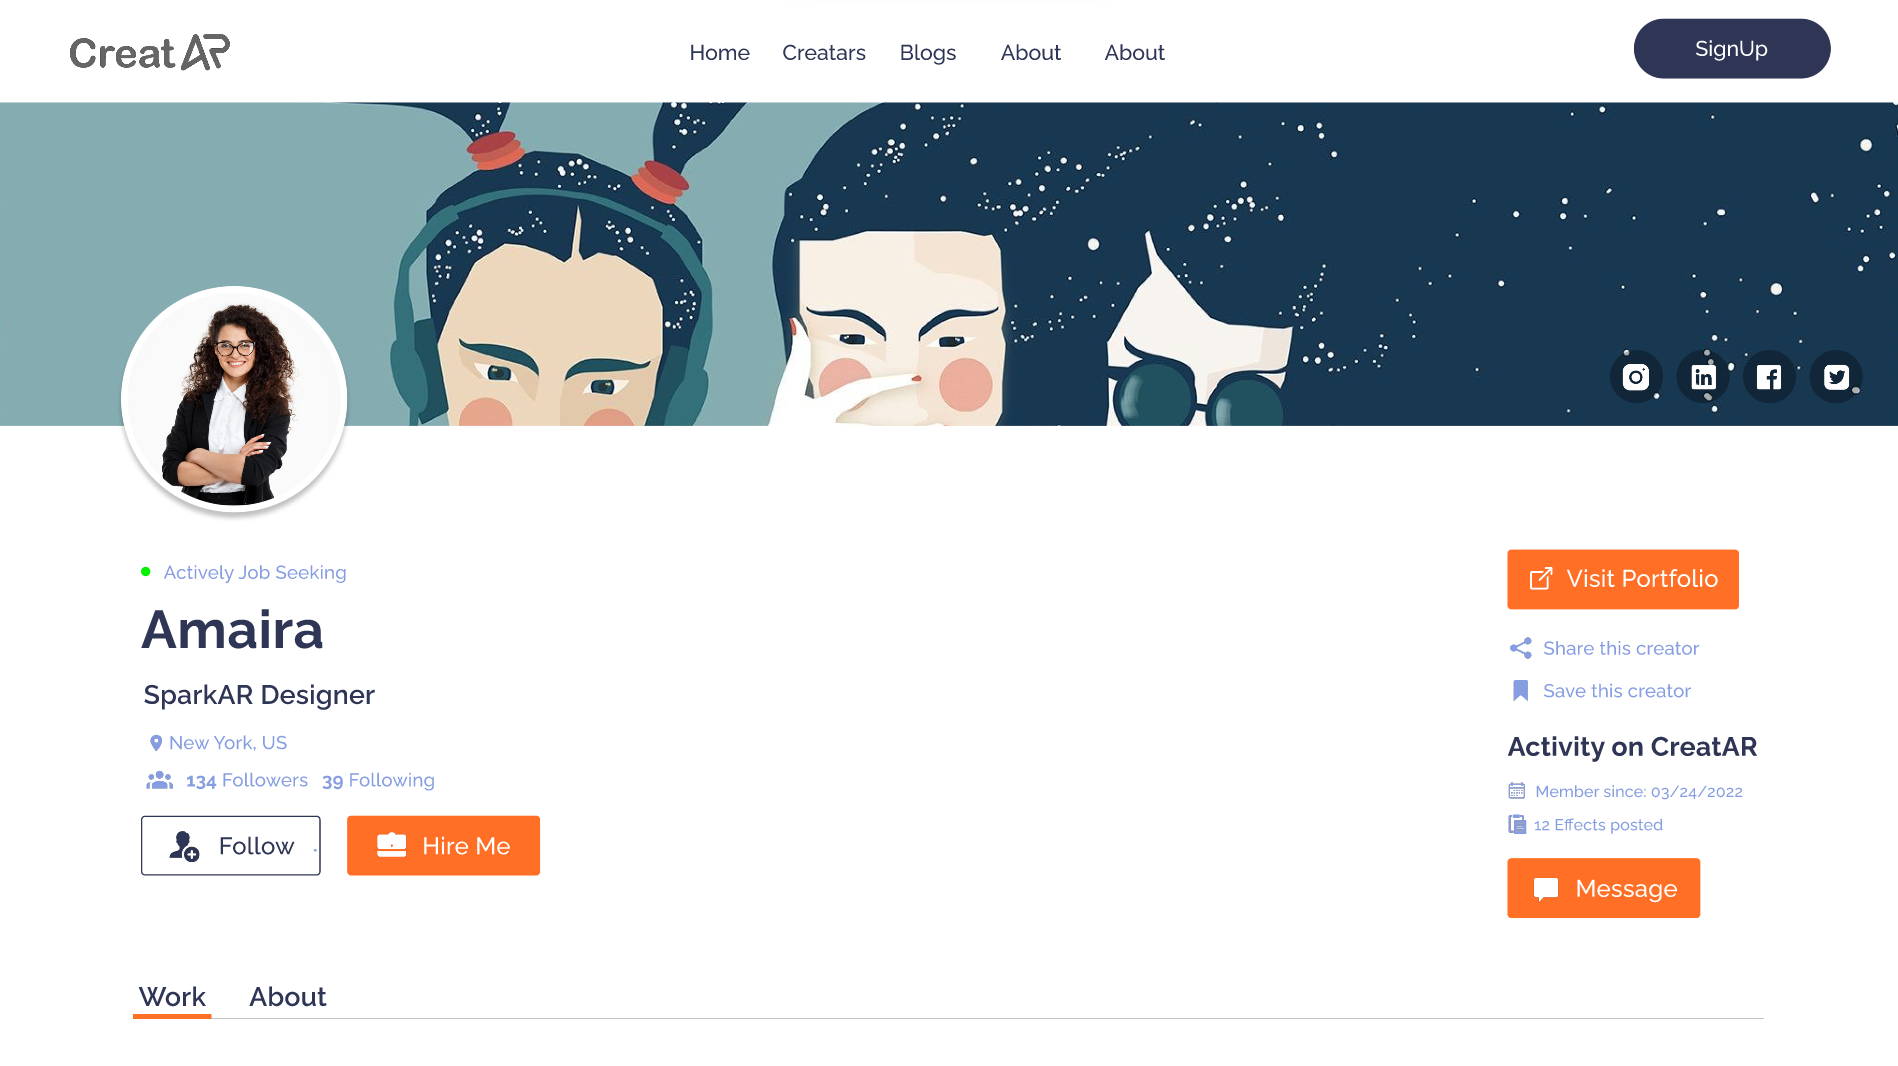 CreatAR
Home Creatars Blogs About About
SignUp
Actively Job Seeking
Amaira
SparkAR Designer
New York, US
134 Followers 39 Following
Follow
Hire Me
Visit Portfolio
Share this creator
Save this creator
Activity on CreatAR
Member since: 03/24/2022
12 Effects posted
Message
Work About